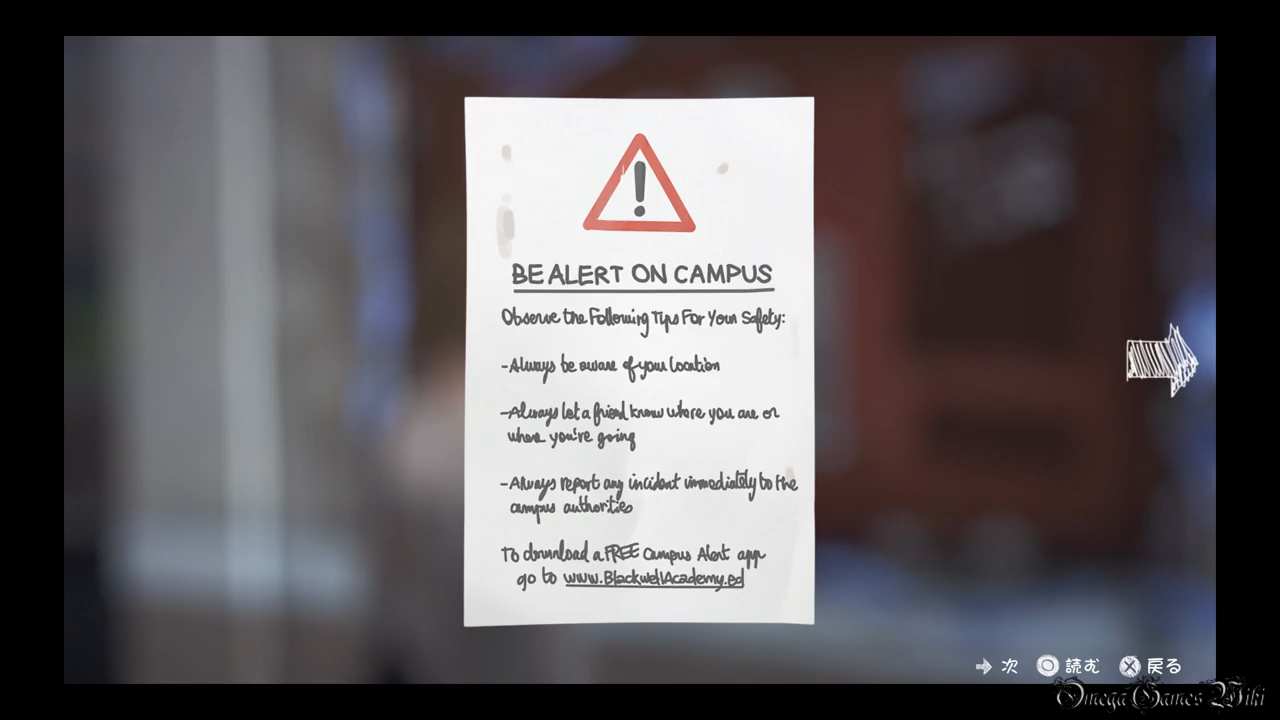 !
BE ALERT ON CAMPUS
Observe the Following Tips For Your Safety:
-Always be aware of your location
-Always let a friend know where you are or
where you're going
-Always report any incident immediately to the
campus authorities
To download a FREE Campus Alert app
go to www.BlackwellAcademy.ed
次 読む 戻る
Omega Games Wiki